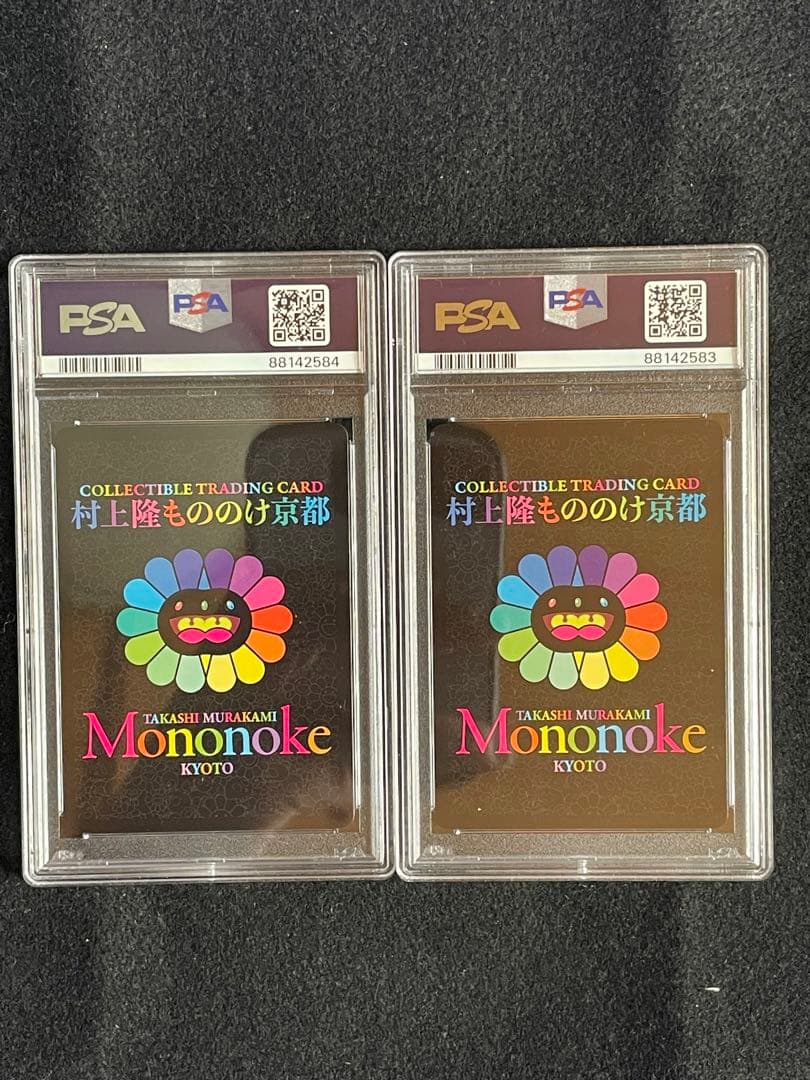 PSA
PSA
88142584
COLLECTIBLE TRADING CARD
村上隆もののけ京都
TAKASHI MURAKAMI
Mononoke
KYOTO
PSA
PSA
88142583
COLLECTIBLE TRADING CARD
村上隆もののけ京都
TAKASHI MURAKAMI
Mononoke
KYOTO